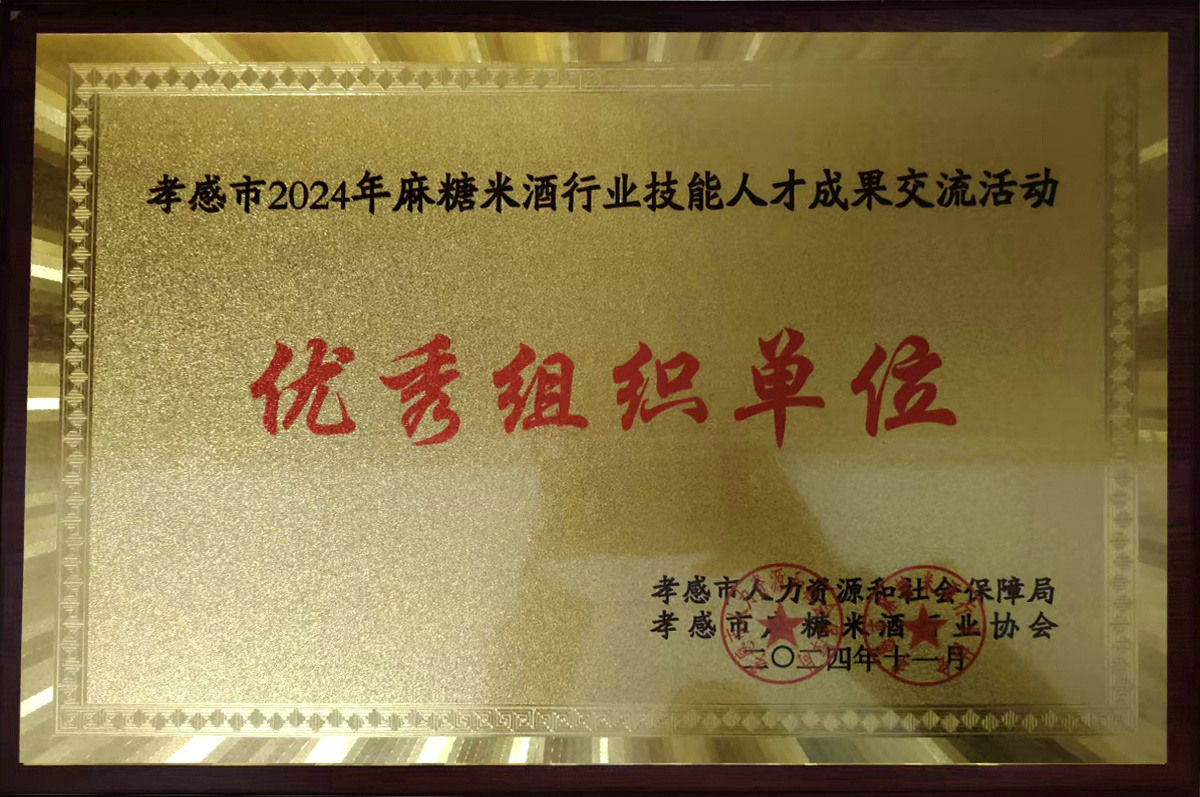 孝感市2024年麻糖米酒行业技能人才成果交流活动
优秀组织单位
孝感市人力资源和社会保障局
孝感市麻糖米酒行业协会
二〇二四年十一月